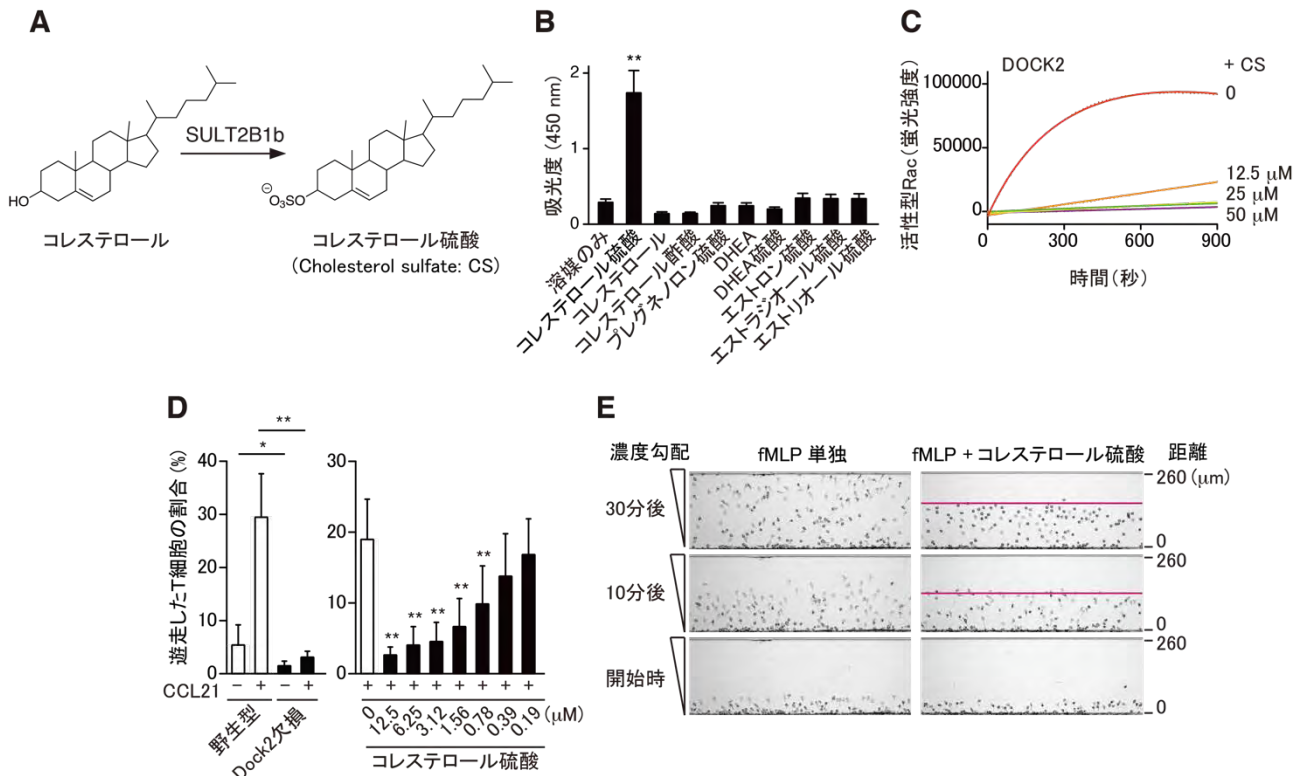 A
SULT2B1b
HO
⊖
O₃SO
コレステロール
コレステロール硫酸
(Cholesterol sulfate: CS)
B
**
吸光度 (450 nm)
2
1
0
溶媒のみ
コレステロール硫酸
コレステロール
コレステロール酢酸
プレグネノロン硫酸
DHEA
DHEA硫酸
エストロン硫酸
エストラジオール硫酸
エストリオール硫酸
C
活性型Rac(蛍光強度)
DOCK2
+ CS
100000
50000
0
0
12.5 μM
25 μM
50 μM
0
300
600
900
時間(秒)
D
遊走したT細胞の割合 (%)
**
*
40
30
20
10
0
CCL21
− + − +
野生型
Dock2欠損
30
20
10
0
** ** ** ** **
+ + + + + + + +
0
12.5
6.25
3.12
1.56
0.78
0.39
0.19
(μM)
コレステロール硫酸
E
濃度勾配
fMLP 単独
fMLP + コレステロール硫酸
距離
30分後
260 (μm)
0
10分後
260
0
開始時
260
0